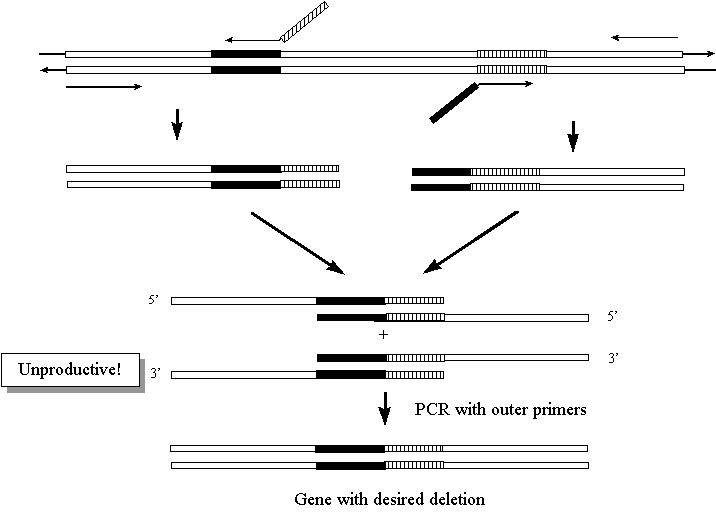 5’
5’
+
3’
Unproductive!
3’
PCR with outer primers
Gene with desired deletion